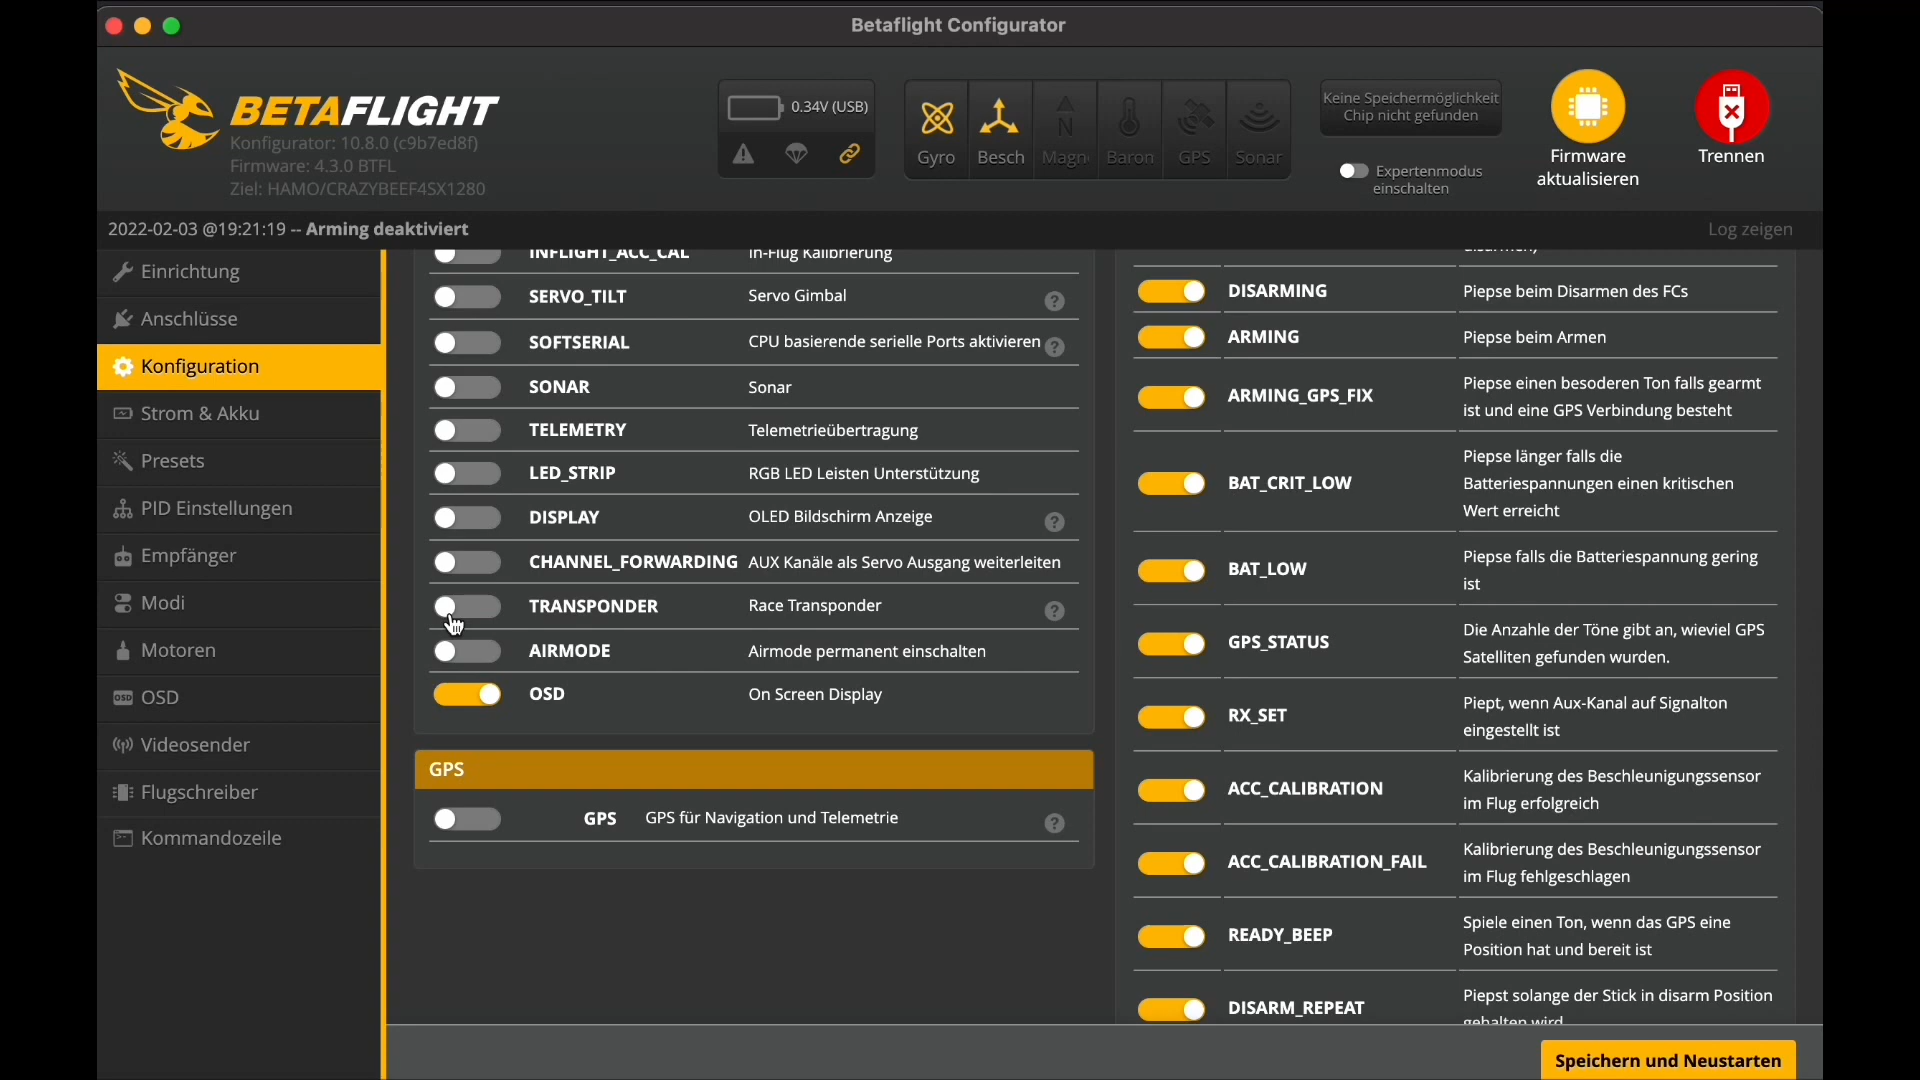 Betaflight Configurator
BETAFLIGHT
Konfigurator: 10.8.0 (c9b7ed8f)
Firmware: 4.3.0 BTFL
Ziel: HAMO/CRAZYBEEF4SX1280
0.34V (USB)
Gyro
Besch
Magn
Baron
GPS
Sonar
Keine Speichermöglichkeit
Chip nicht gefunden
Expertenmodus
einschalten
Firmware
aktualisieren
Trennen
2022-02-03 @19:21:19 -- Arming deaktiviert
Log zeigen
Einrichtung
Anschlüsse
Konfiguration
Strom & Akku
Presets
PID Einstellungen
Empfänger
Modi
Motoren
OSD OSD
Videosender
Flugschreiber
Kommandozeile
INFLIGHT_ACC_CAL In-Flug Kalibrierung
SERVO_TILT Servo Gimbal ?
SOFTSERIAL CPU basierende serielle Ports aktivieren ?
SONAR Sonar
TELEMETRY Telemetrieübertragung
LED_STRIP RGB LED Leisten Unterstützung
DISPLAY OLED Bildschirm Anzeige ?
CHANNEL_FORWARDING AUX Kanäle als Servo Ausgang weiterleiten
TRANSPONDER Race Transponder ?
AIRMODE Airmode permanent einschalten
OSD On Screen Display
GPS
GPS GPS für Navigation und Telemetrie ?
DISARMING Piepse beim Disarmen des FCs
ARMING Piepse beim Armen
ARMING_GPS_FIX Piepse einen besoderen Ton falls gearmt
ist und eine GPS Verbindung besteht
BAT_CRIT_LOW Piepse länger falls die
Batteriespannungen einen kritischen
Wert erreicht
BAT_LOW Piepse falls die Batteriespannung gering
ist
GPS_STATUS Die Anzahle der Töne gibt an, wieviel GPS
Satelliten gefunden wurden.
RX_SET Piept, wenn Aux-Kanal auf Signalton
eingestellt ist
ACC_CALIBRATION Kalibrierung des Beschleunigungssensor
im Flug erfolgreich
ACC_CALIBRATION_FAIL Kalibrierung des Beschleunigungssensor
im Flug fehlgeschlagen
READY_BEEP Spiele einen Ton, wenn das GPS eine
Position hat und bereit ist
DISARM_REPEAT Piepst solange der Stick in disarm Position
gehalten wird
Speichern und Neustarten